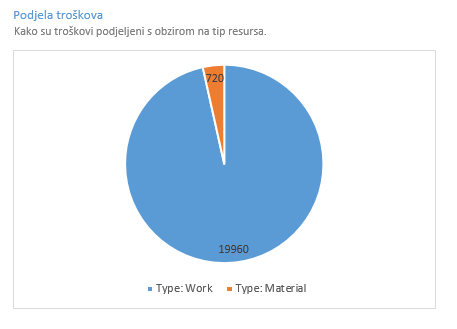 Podjela troškova
Kako su troškovi podjeljeni s obzirom na tip resursa.
720
19960
Type: Work Type: Material